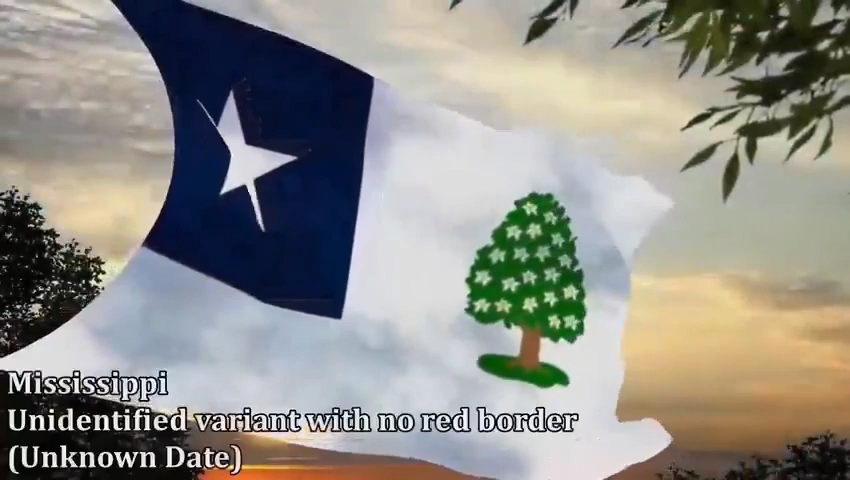 Mississippi
Unidentified variant with no red border
(Unknown Date)